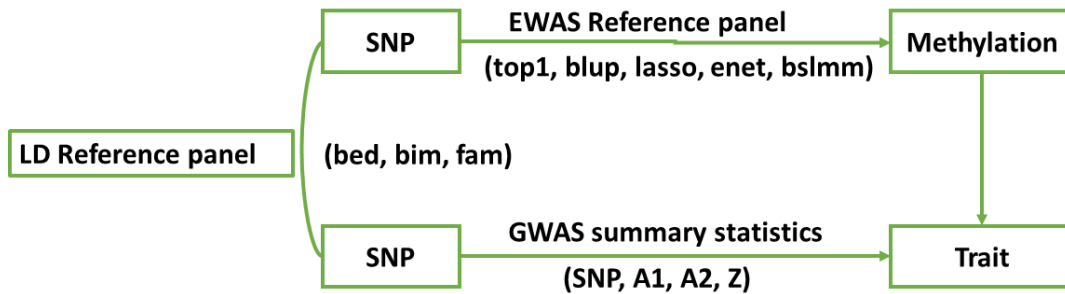 SNP
EWAS Reference panel
(top1, blup, lasso, enet, bslmm)
Methylation
LD Reference panel
(bed, bim, fam)
SNP
GWAS summary statistics
(SNP, A1, A2, Z)
Trait